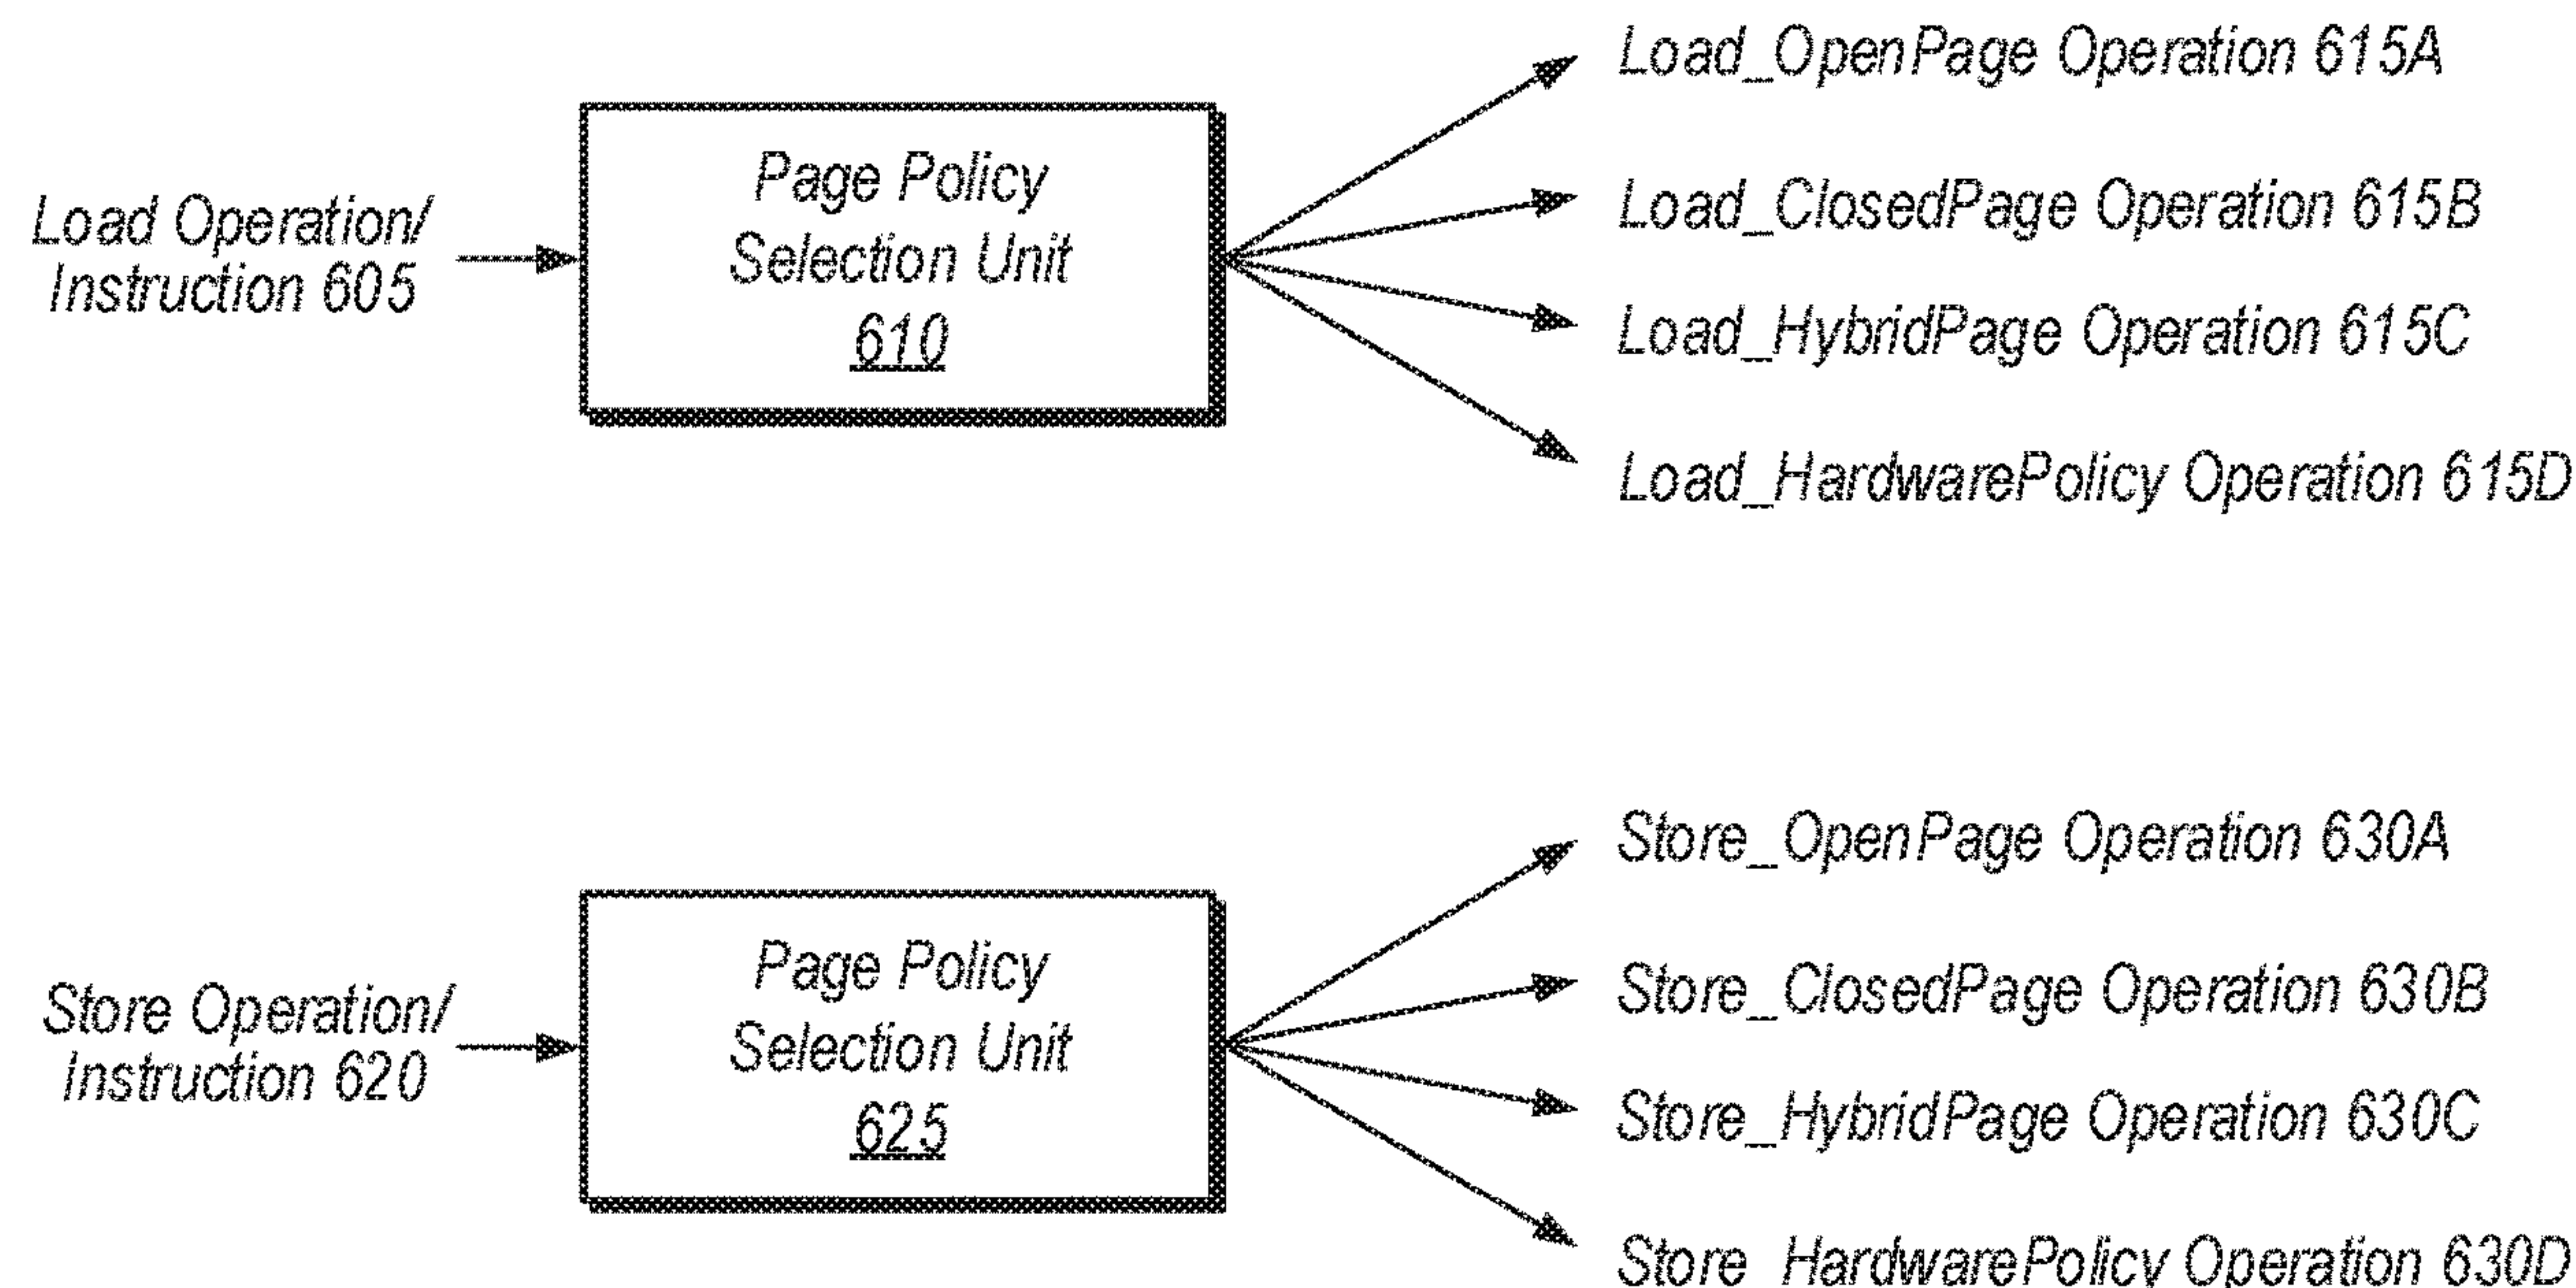 Load_OpenPage Operation 615A
Page Policy
Load_ClosedPage Operation 615B
Load Operation/
Selection Unit
Instruction 605
610
Load_HybridPage Operation 615C
Load_HardwarePolicy Operation 615D
Store_OpenPage Operation 630A
Page Policy
Store_ClosedPage Operation 630B
Store Operation/
Selection Unit
Instruction 620
625
Store_HybridPage Operation 630C
Store_HardwarePolicy Operation 630D